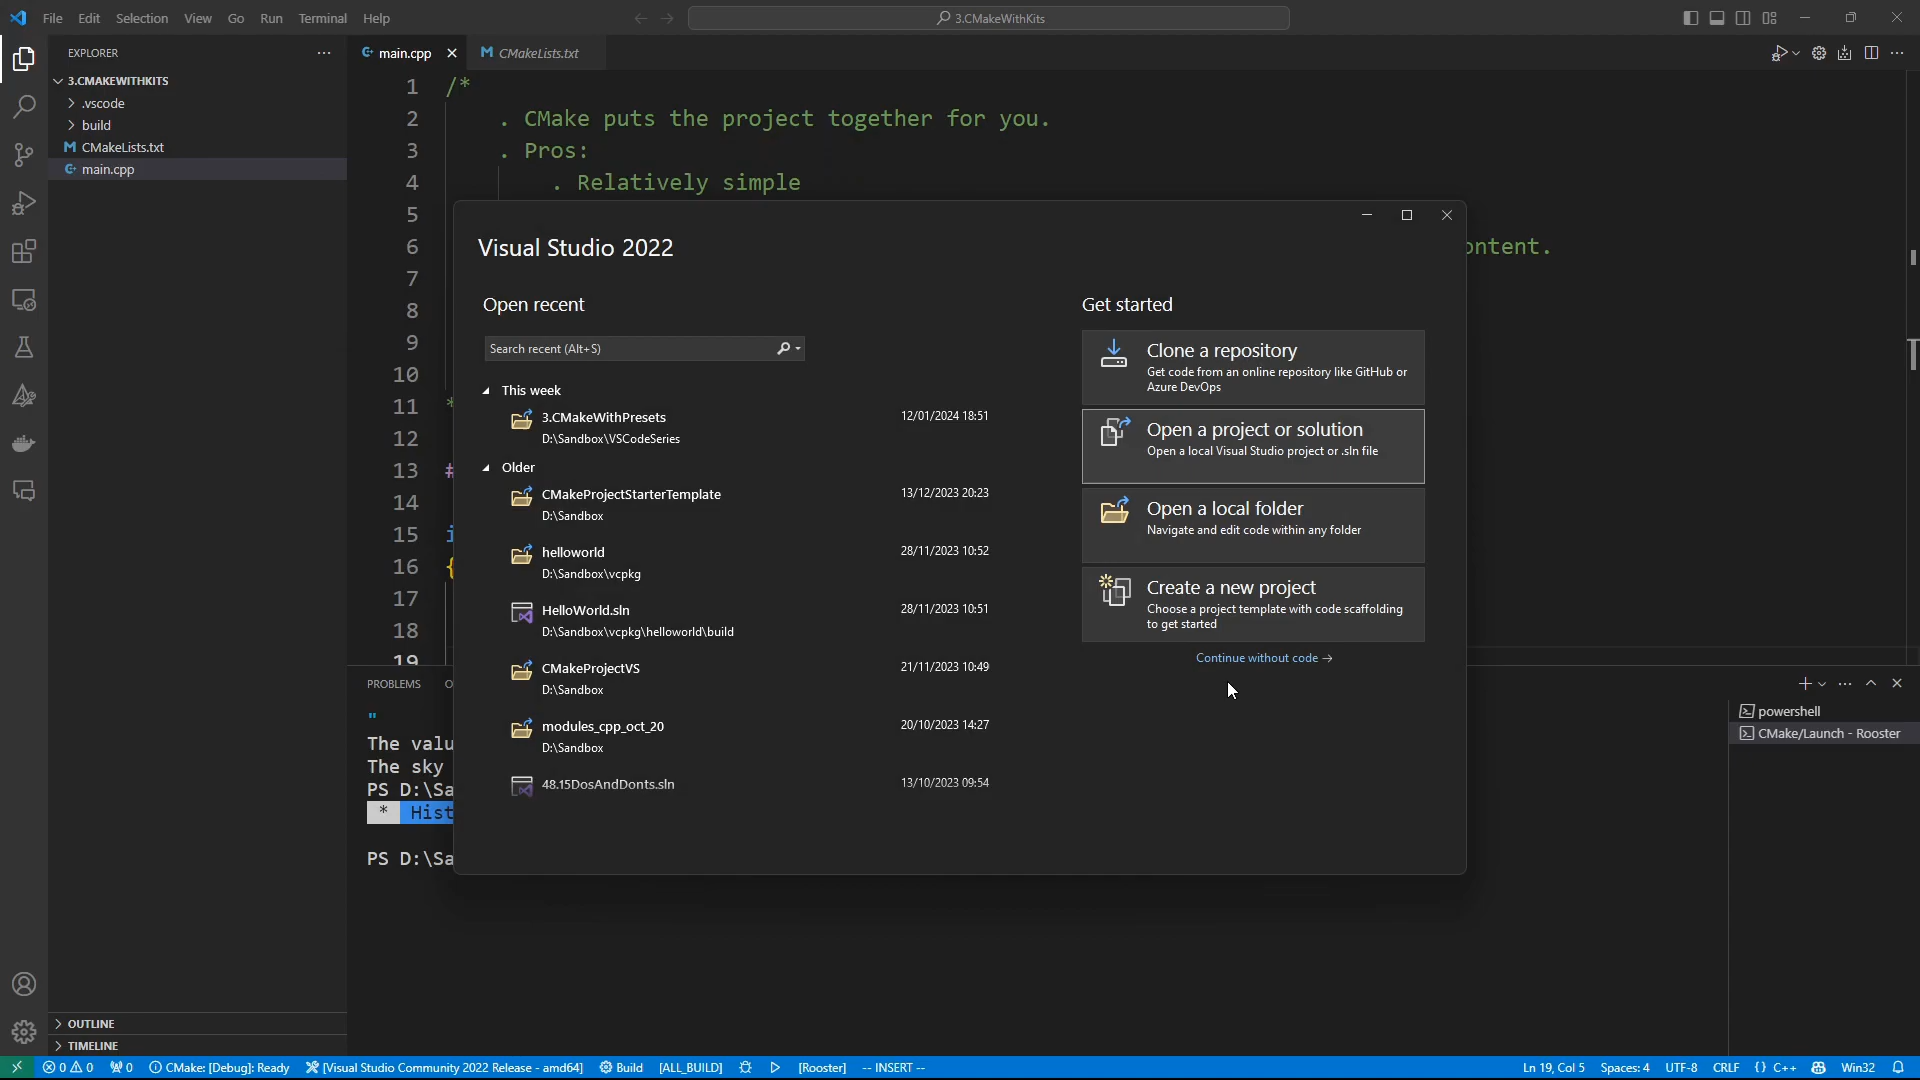 File Edit Selection View Go Run Terminal Help
3.CMakeWithKits
EXPLORER
3.CMAKEWITHKITS
.vscode
build
CMakeLists.txt
main.cpp
OUTLINE
TIMELINE
main.cpp
CMakeLists.txt
1 /*
2 . CMake puts the project together for you.
3 . Pros:
4 . Relatively simple
5
6 ontent.
7
8
9
10
11 *
12
13 #
14
15 i
16 {
17
18
19
Visual Studio 2022
Open recent
Search recent (Alt+S)
This week
3.CMakeWithPresets 12/01/2024 18:51
D:\Sandbox\VSCodeSeries
Older
CMakeProjectStarterTemplate 13/12/2023 20:23
D:\Sandbox
helloworld 28/11/2023 10:52
D:\Sandbox\vcpkg
HelloWorld.sln 28/11/2023 10:51
D:\Sandbox\vcpkg\helloworld\build
CMakeProjectVS 21/11/2023 10:49
D:\Sandbox
modules_cpp_oct_20 20/10/2023 14:27
D:\Sandbox
48.15DosAndDonts.sln 13/10/2023 09:54
Get started
Clone a repository
Get code from an online repository like GitHub or
Azure DevOps
Open a project or solution
Open a local Visual Studio project or .sln file
Open a local folder
Navigate and edit code within any folder
Create a new project
Choose a project template with code scaffolding
to get started
Continue without code →
PROBLEMS O
"
The valu
The sky
PS D:\Sa
* Hist
PS D:\Sa
powershell
CMake/Launch - Rooster
0 0 0 CMake: [Debug]: Ready [Visual Studio Community 2022 Release - amd64] Build [ALL_BUILD] [Rooster] -- INSERT -- Ln 19, Col 5 Spaces: 4 UTF-8 CRLF {} C++ Win32